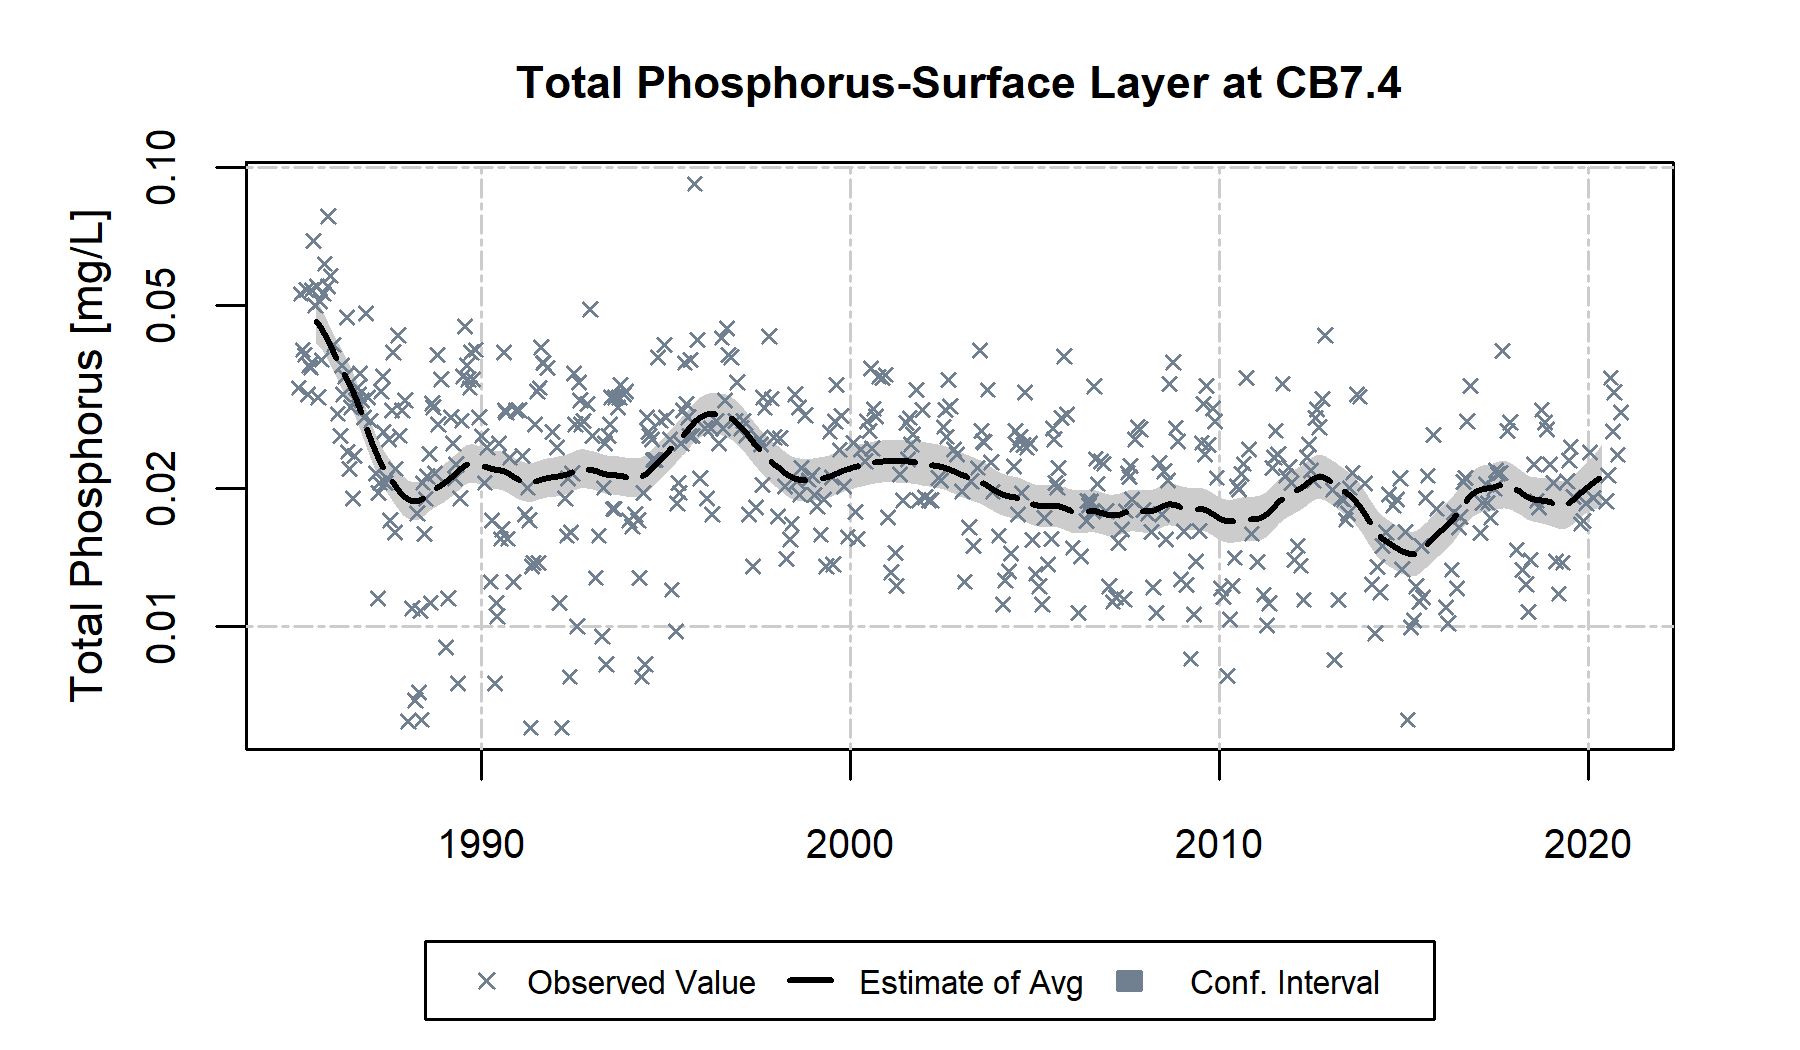 Total Phosphorus-Surface Layer at CB7.4
Total Phosphorus [mg/L]
0.10
0.05
0.02
0.01
1990 2000 2010 2020
Observed Value Estimate of Avg Conf. Interval